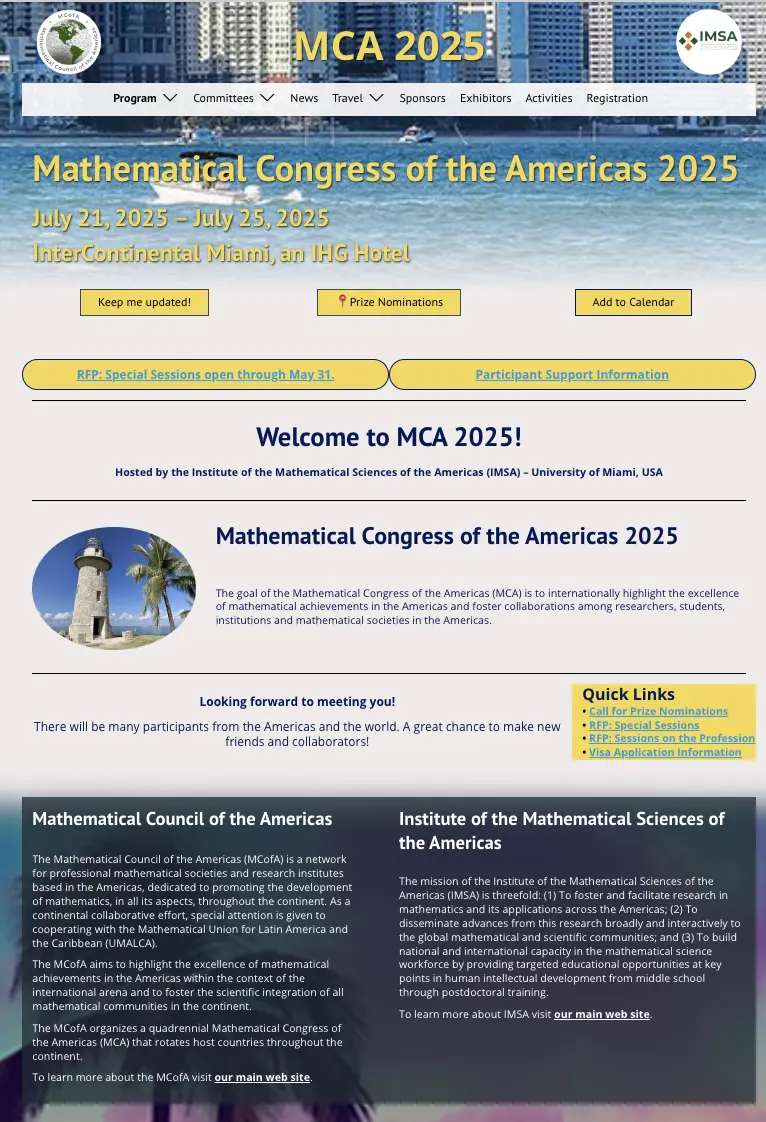 MCofA
Mathematical Council of the Americas
MCA 2025
IMSA
Program
Committees
News
Travel
Sponsors
Exhibitors
Activities
Registration
Mathematical Congress of the Americas 2025
July 21, 2025 – July 25, 2025
InterContinental Miami, an IHG Hotel
Keep me updated!
Prize Nominations
Add to Calendar
RFP: Special Sessions open through May 31.
Participant Support Information
Welcome to MCA 2025!
Hosted by the Institute of the Mathematical Sciences of the Americas (IMSA) – University of Miami, USA
Mathematical Congress of the Americas 2025
The goal of the Mathematical Congress of the Americas (MCA) is to internationally highlight the excellence
of mathematical achievements in the Americas and foster collaborations among researchers, students,
institutions and mathematical societies in the Americas.
Looking forward to meeting you!
There will be many participants from the Americas and the world. A great chance to make new
friends and collaborators!
Quick Links
• Call for Prize Nominations
• RFP: Special Sessions
• RFP: Sessions on the Profession
• Visa Application Information
Mathematical Council of the Americas
The Mathematical Council of the Americas (MCofA) is a network
for professional mathematical societies and research institutes
based in the Americas, dedicated to promoting the development
of mathematics, in all its aspects, throughout the continent. As a
continental collaborative effort, special attention is given to
cooperating with the Mathematical Union for Latin America and
the Caribbean (UMALCA).
The MCofA aims to highlight the excellence of mathematical
achievements in the Americas within the context of the
international arena and to foster the scientific integration of all
mathematical communities in the continent.
The MCofA organizes a quadrennial Mathematical Congress of
the Americas (MCA) that rotates host countries throughout the
continent.
To learn more about the MCofA visit our main web site.
Institute of the Mathematical Sciences of
the Americas
The mission of the Institute of the Mathematical Sciences of the
Americas (IMSA) is threefold: (1) To foster and facilitate research in
mathematics and its applications across the Americas; (2) To
disseminate advances from this research broadly and interactively to
the global mathematical and scientific communities; and (3) To build
national and international capacity in the mathematical science
workforce by providing targeted educational opportunities at key
points in human intellectual development from middle school
through postdoctoral training.
To learn more about IMSA visit our main web site.